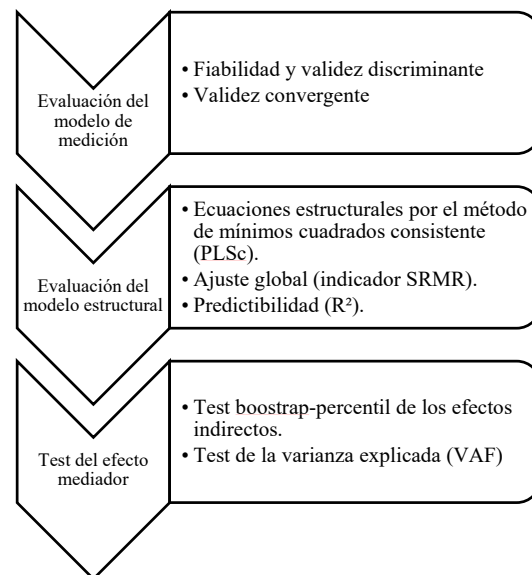 Evaluación del
modelo de
medición
• Fiabilidad y validez discriminante
• Validez convergente
Evaluación del
modelo estructural
• Ecuaciones estructurales por el método
de mínimos cuadrados consistente
(PLSc).
• Ajuste global (indicador SRMR).
• Predictibilidad (R²).
Test del efecto
mediador
• Test boostrap-percentil de los efectos
indirectos.
• Test de la varianza explicada (VAF)